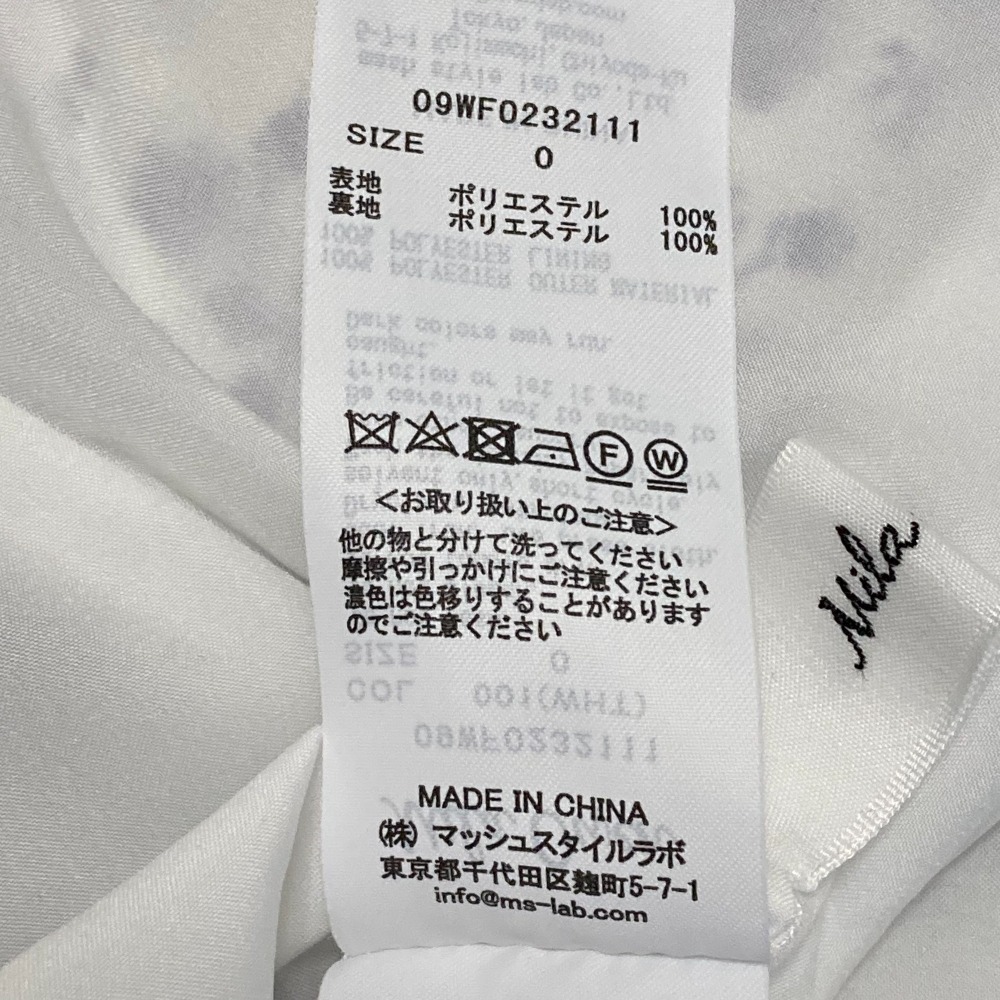 09WF0232111
SIZE 0
表地 ポリエステル 100%
裏地 ポリエステル 100%
F W
<お取り扱い上のご注意>
他の物と分けて洗ってください
摩擦や引っかけにご注意ください
濃色は色移りすることがあります
のでご注意ください
MADE IN CHINA
(株) マッシュスタイルラボ
東京都千代田区麹町5-7-1
info@ms-lab.com
Mila